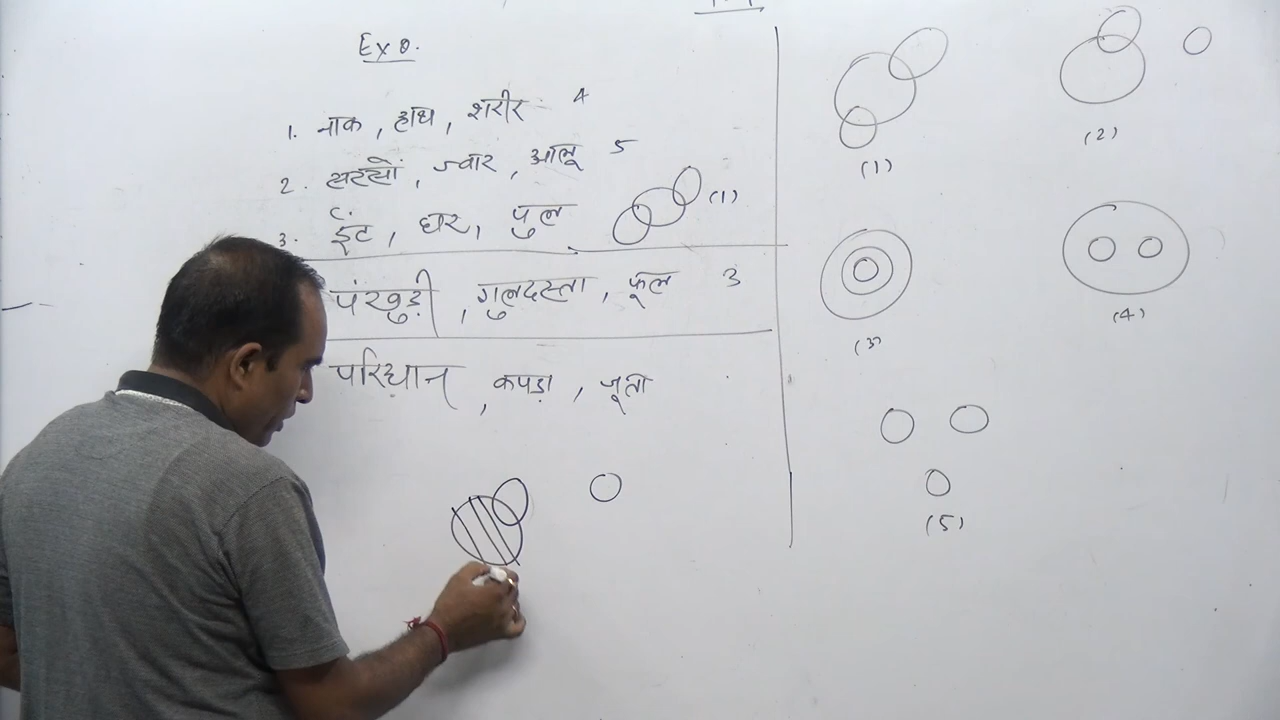 Ex 0.
1. नाक, हाथ, शरीर 4
2. सरसों, ज्वार, आलू 5
3. ईंट, घर, पुल (1)
पंखुड़ी, गुलदस्ता, फूल 3
परिधान, कपड़ा, जूता
(1)
(2)
(3)
(4)
(5)